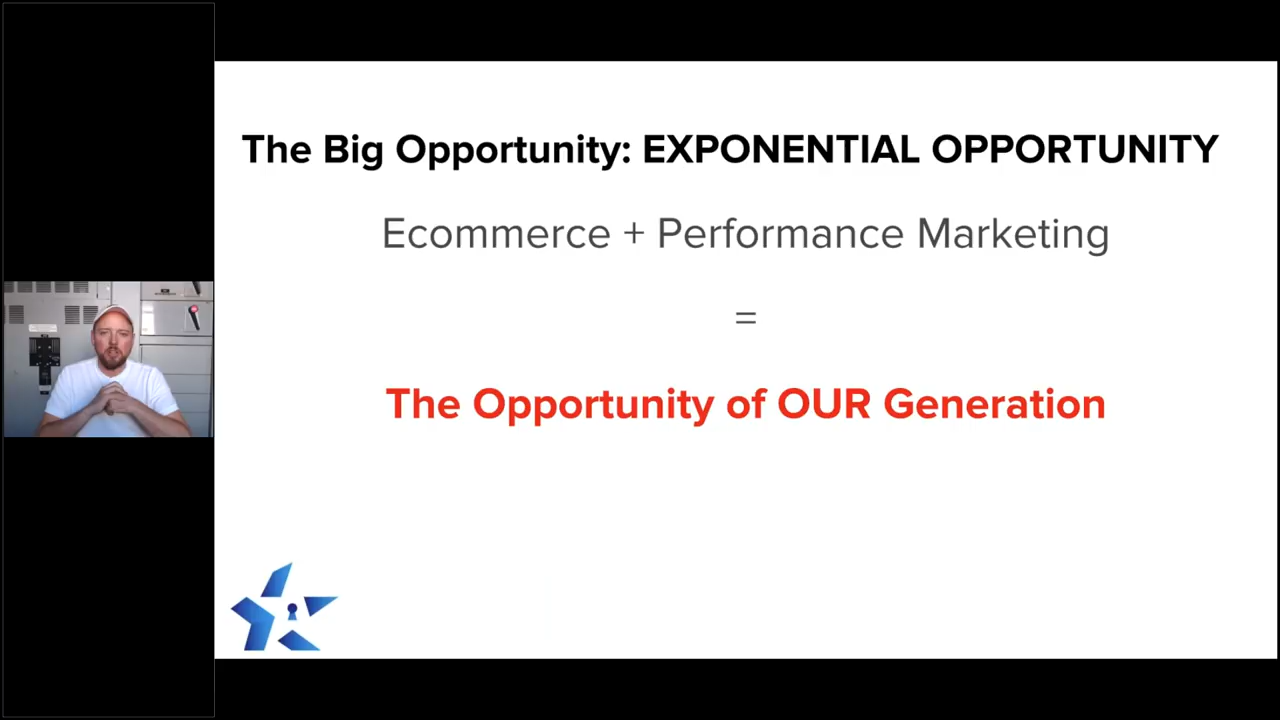 The Big Opportunity: EXPONENTIAL OPPORTUNITY
Ecommerce + Performance Marketing
=
The Opportunity of OUR Generation